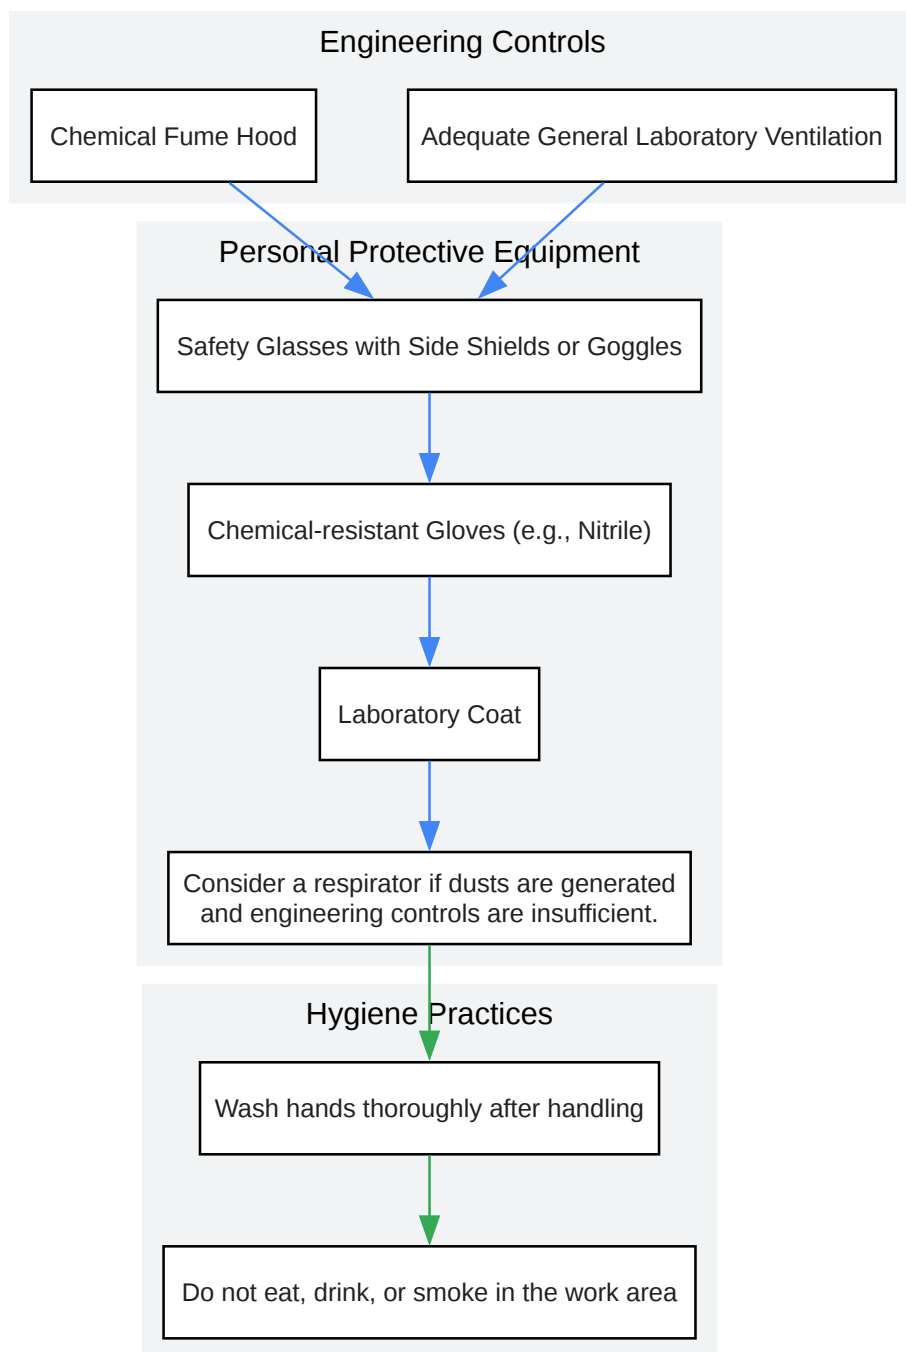 Engineering Controls
Chemical Fume Hood
Adequate General Laboratory Ventilation
Personal Protective Equipment
Safety Glasses with Side Shields or Goggles
Chemical-resistant Gloves (e.g., Nitrile)
Laboratory Coat
Consider a respirator if dusts are generated
and engineering controls are insufficient.
Hygiene Practices
Wash hands thoroughly after handling
Do not eat, drink, or smoke in the work area